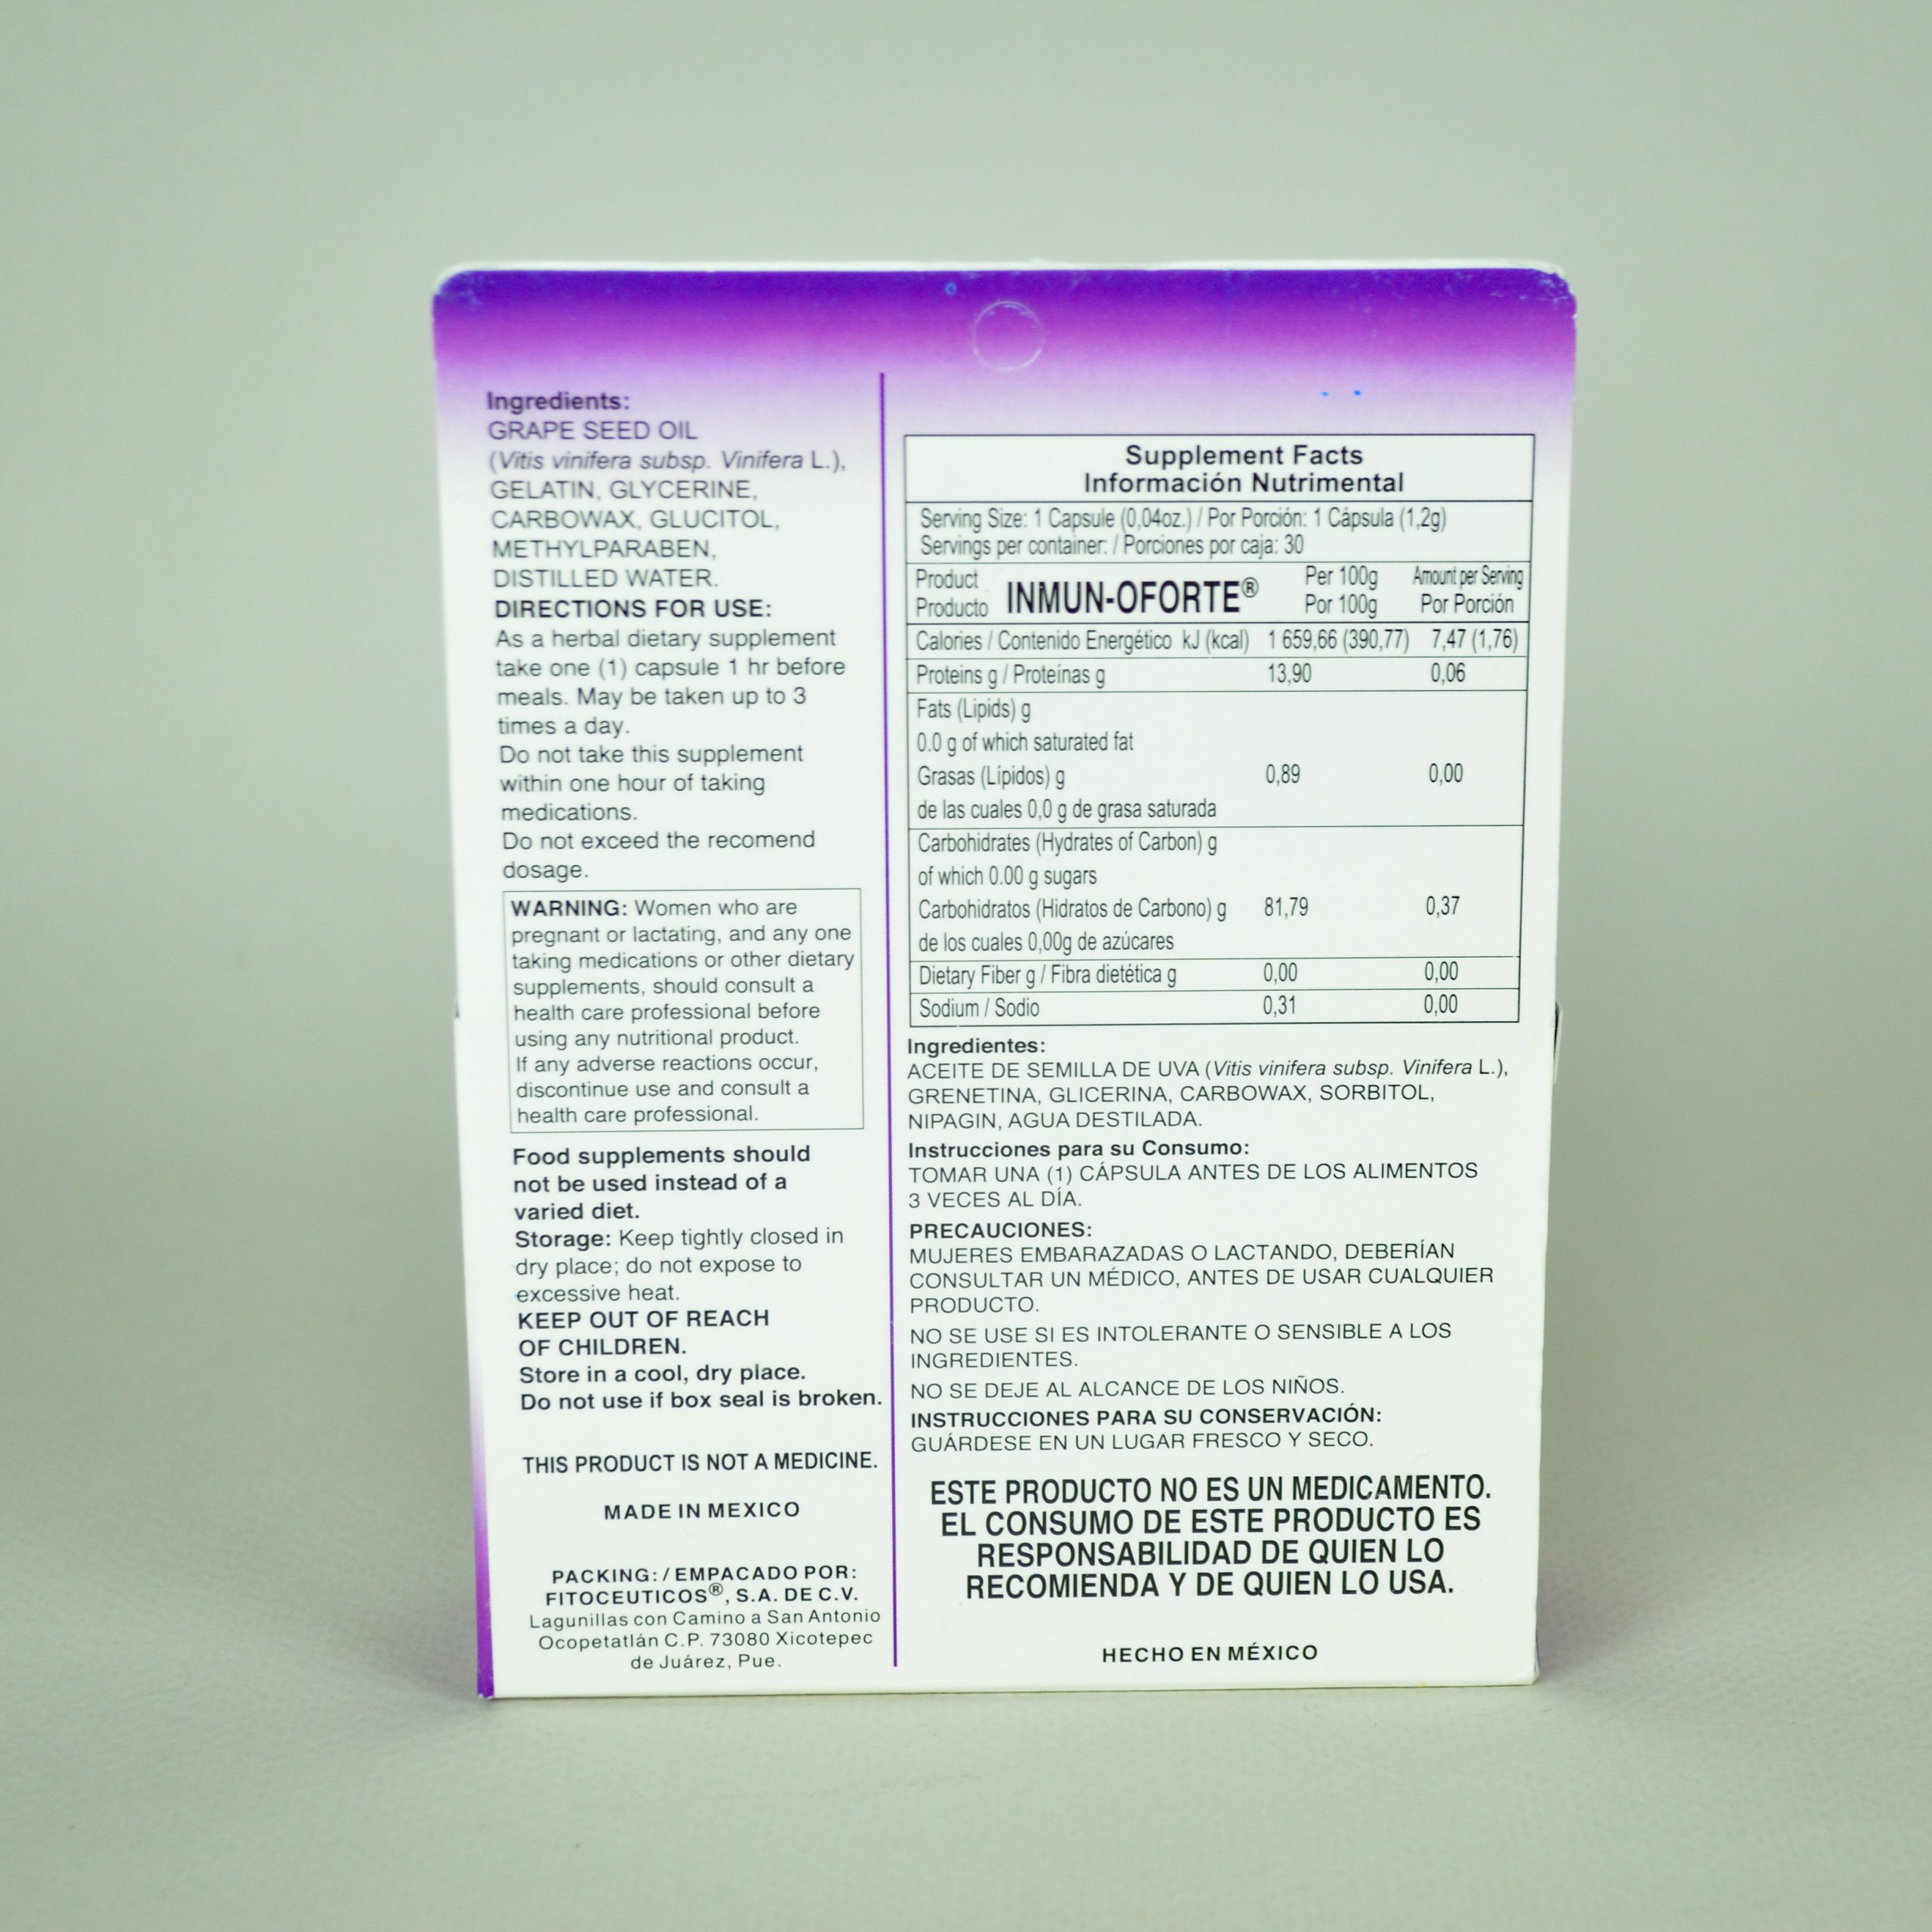 Ingredients:
GRAPE SEED OIL
(Vitis vinifera subsp. Vinifera L.),
GELATIN, GLYCERINE,
CARBOWAX, GLUCITOL,
METHYLPARABEN,
DISTILLED WATER.
DIRECTIONS FOR USE:
As a herbal dietary supplement
take one (1) capsule 1 hr before
meals. May be taken up to 3
times a day.
Do not take this supplement
within one hour of taking
medications.
Do not exceed the recomend
dosage.
WARNING: Women who are
pregnant or lactating, and any one
taking medications or other dietary
supplements, should consult a
health care professional before
using any nutritional product.
If any adverse reactions occur,
discontinue use and consult a
health care professional.
Food supplements should
not be used instead of a
varied diet.
Storage: Keep tightly closed in
dry place; do not expose to
excessive heat.
KEEP OUT OF REACH
OF CHILDREN.
Store in a cool, dry place.
Do not use if box seal is broken.
THIS PRODUCT IS NOT A MEDICINE.
MADE IN MEXICO
PACKING: / EMPACADO POR:
FITOCEUTICOS®, S.A. DE C.V.
Lagunillas con Camino a San Antonio
Ocopetatlán C.P. 73080 Xicotepec
de Juárez, Pue.
Supplement Facts
Información Nutrimental
Serving Size: 1 Capsule (0,04oz.) / Por Porción: 1 Cápsula (1,2g)
Servings per container: / Porciones por caja: 30
Product Per 100g Amount per Serving
Producto INMUN-OFORTE® Por 100g Por Porción
Calories / Contenido Energético kJ (kcal) 1 659,66 (390,77) 7,47 (1,76)
Proteins g / Proteínas g 13,90 0,06
Fats (Lipids) g
0.0 g of which saturated fat
Grasas (Lípidos) g 0,89 0,00
de las cuales 0,0 g de grasa saturada
Carbohidrates (Hydrates of Carbon) g
of which 0.00 g sugars
Carbohidratos (Hidratos de Carbono) g 81,79 0,37
de los cuales 0,00g de azúcares
Dietary Fiber g / Fibra dietética g 0,00 0,00
Sodium / Sodio 0,31 0,00
Ingredientes:
ACEITE DE SEMILLA DE UVA (Vitis vinifera subsp. Vinifera L.),
GRENETINA, GLICERINA, CARBOWAX, SORBITOL,
NIPAGIN, AGUA DESTILADA.
Instrucciones para su Consumo:
TOMAR UNA (1) CÁPSULA ANTES DE LOS ALIMENTOS
3 VECES AL DÍA.
PRECAUCIONES:
MUJERES EMBARAZADAS O LACTANDO, DEBERÍAN
CONSULTAR UN MÉDICO, ANTES DE USAR CUALQUIER
PRODUCTO.
NO SE USE SI ES INTOLERANTE O SENSIBLE A LOS
INGREDIENTES.
NO SE DEJE AL ALCANCE DE LOS NIÑOS.
INSTRUCCIONES PARA SU CONSERVACIÓN:
GUÁRDESE EN UN LUGAR FRESCO Y SECO.
ESTE PRODUCTO NO ES UN MEDICAMENTO.
EL CONSUMO DE ESTE PRODUCTO ES
RESPONSABILIDAD DE QUIEN LO
RECOMIENDA Y DE QUIEN LO USA.
HECHO EN MÉXICO